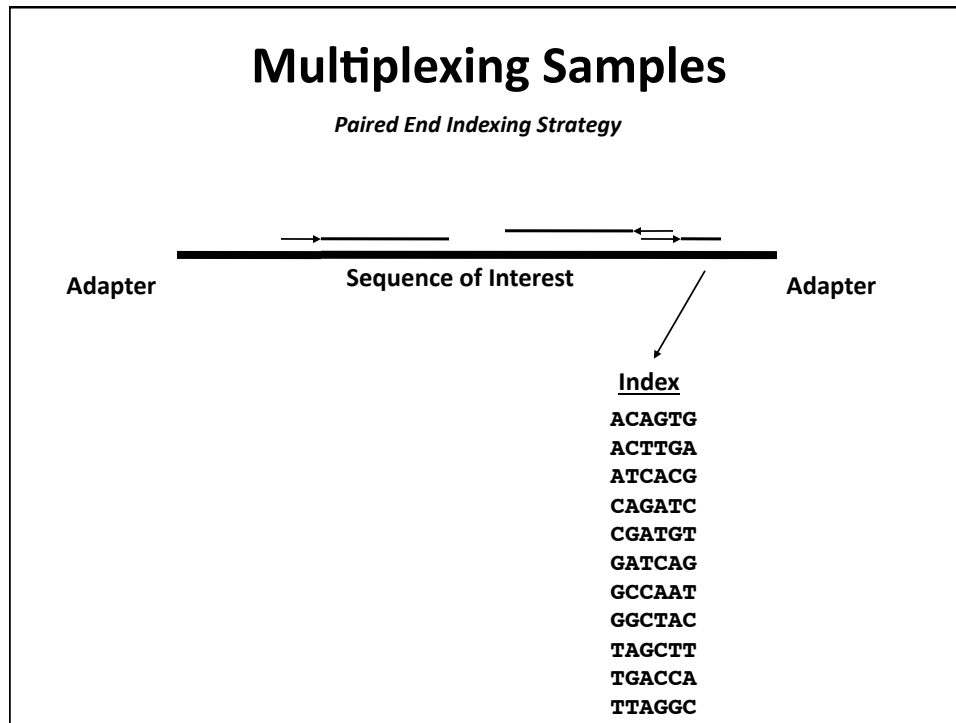 Multiplexing Samples
Paired End Indexing Strategy
Adapter
Sequence of Interest
Adapter
Index
ACAGTG
ACTTGA
ATCACG
CAGATC
CGATGT
GATCAG
GCCAAT
GGCTAC
TAGCTT
TGACCA
TTAGGC